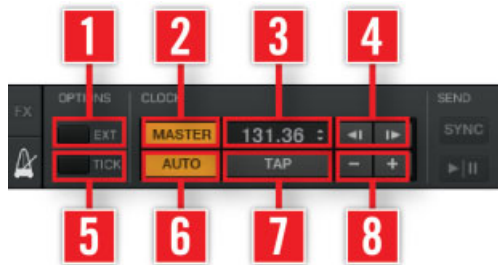 1 2 3 4
OPTIONS CLOCK SEND
FX EXT MASTER 131.36 SYNC
TICK AUTO TAP − +
5 6 7 8